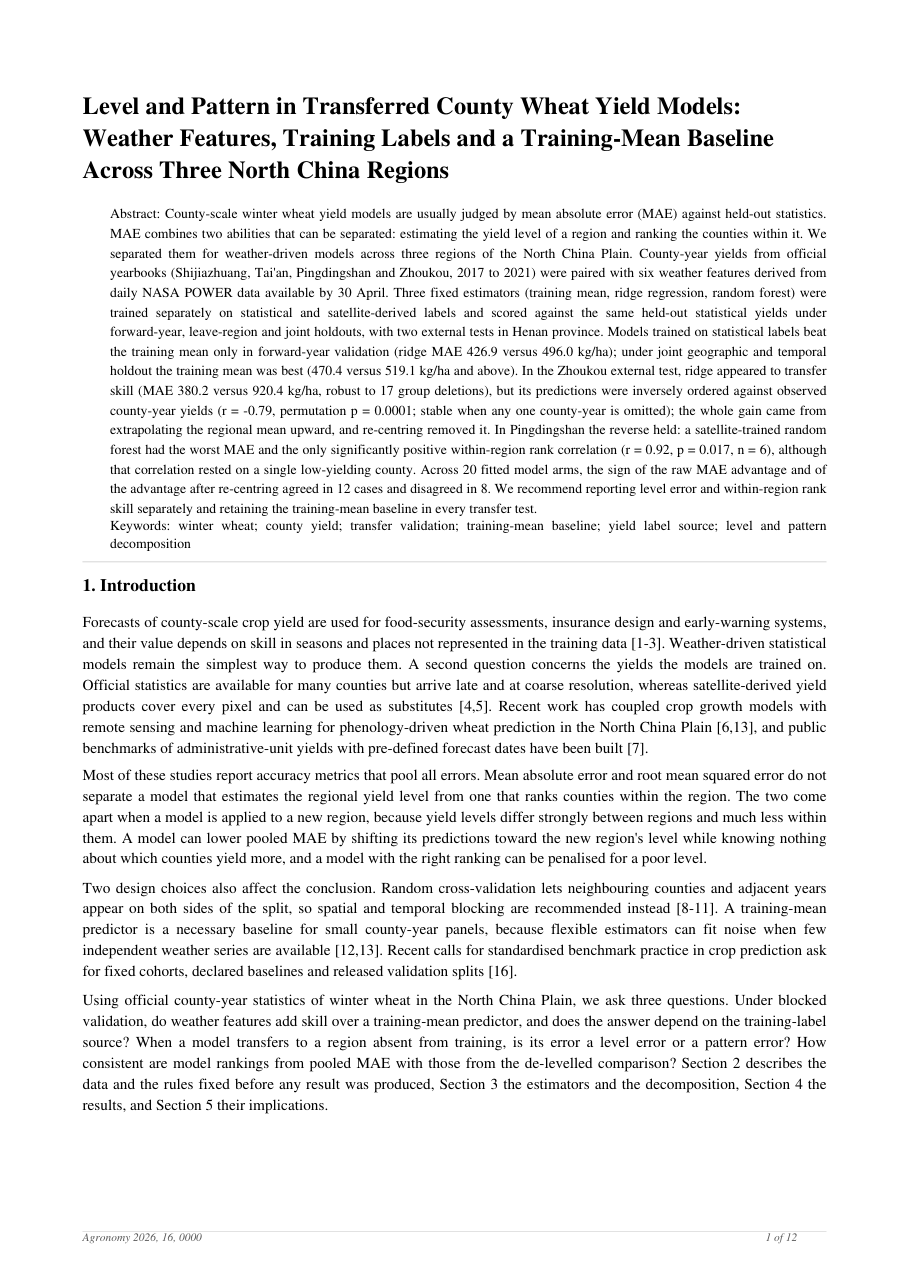 Level and Pattern in Transferred County Wheat Yield Models:
Weather Features, Training Labels and a Training-Mean Baseline
Across Three North China Regions
Abstract: County-scale winter wheat yield models are usually judged by mean absolute error (MAE) against held-out statistics.
MAE combines two abilities that can be separated: estimating the yield level of a region and ranking the counties within it. We
separated them for weather-driven models across three regions of the North China Plain. County-year yields from official
yearbooks (Shijiazhuang, Tai'an, Pingdingshan and Zhoukou, 2017 to 2021) were paired with six weather features derived from
daily NASA POWER data available by 30 April. Three fixed estimators (training mean, ridge regression, random forest) were
trained separately on statistical and satellite-derived labels and scored against the same held-out statistical yields under
forward-year, leave-region and joint holdouts, with two external tests in Henan province. Models trained on statistical labels beat
the training mean only in forward-year validation (ridge MAE 426.9 versus 496.0 kg/ha); under joint geographic and temporal
holdout the training mean was best (470.4 versus 519.1 kg/ha and above). In the Zhoukou external test, ridge appeared to transfer
skill (MAE 380.2 versus 920.4 kg/ha, robust to 17 group deletions), but its predictions were inversely ordered against observed
county-year yields (r = -0.79, permutation p = 0.0001; stable when any one county-year is omitted); the whole gain came from
extrapolating the regional mean upward, and re-centring removed it. In Pingdingshan the reverse held: a satellite-trained random
forest had the worst MAE and the only significantly positive within-region rank correlation (r = 0.92, p = 0.017, n = 6), although
that correlation rested on a single low-yielding county. Across 20 fitted model arms, the sign of the raw MAE advantage and of
the advantage after re-centring agreed in 12 cases and disagreed in 8. We recommend reporting level error and within-region rank
skill separately and retaining the training-mean baseline in every transfer test.
Keywords: winter wheat; county yield; transfer validation; training-mean baseline; yield label source; level and pattern
decomposition
1. Introduction
Forecasts of county-scale crop yield are used for food-security assessments, insurance design and early-warning systems,
and their value depends on skill in seasons and places not represented in the training data [1-3]. Weather-driven statistical
models remain the simplest way to produce them. A second question concerns the yields the models are trained on.
Official statistics are available for many counties but arrive late and at coarse resolution, whereas satellite-derived yield
products cover every pixel and can be used as substitutes [4,5]. Recent work has coupled crop growth models with
remote sensing and machine learning for phenology-driven wheat prediction in the North China Plain [6,13], and public
benchmarks of administrative-unit yields with pre-defined forecast dates have been built [7].
Most of these studies report accuracy metrics that pool all errors. Mean absolute error and root mean squared error do not
separate a model that estimates the regional yield level from one that ranks counties within the region. The two come
apart when a model is applied to a new region, because yield levels differ strongly between regions and much less within
them. A model can lower pooled MAE by shifting its predictions toward the new region's level while knowing nothing
about which counties yield more, and a model with the right ranking can be penalised for a poor level.
Two design choices also affect the conclusion. Random cross-validation lets neighbouring counties and adjacent years
appear on both sides of the split, so spatial and temporal blocking are recommended instead [8-11]. A training-mean
predictor is a necessary baseline for small county-year panels, because flexible estimators can fit noise when few
independent weather series are available [12,13]. Recent calls for standardised benchmark practice in crop prediction ask
for fixed cohorts, declared baselines and released validation splits [16].
Using official county-year statistics of winter wheat in the North China Plain, we ask three questions. Under blocked
validation, do weather features add skill over a training-mean predictor, and does the answer depend on the training-label
source? When a model transfers to a region absent from training, is its error a level error or a pattern error? How
consistent are model rankings from pooled MAE with those from the de-levelled comparison? Section 2 describes the
data and the rules fixed before any result was produced, Section 3 the estimators and the decomposition, Section 4 the
results, and Section 5 their implications.
Agronomy 2026, 16, 0000
1 of 12